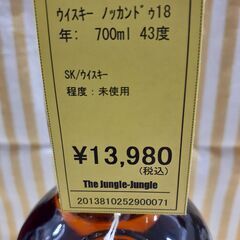 ウイスキー ノッカンドゥ18
年: 700ml 43度
SK/ウイスキー
程度：未使用
¥13,980
(税込)
The Jungle-Jungle
2013810252900071